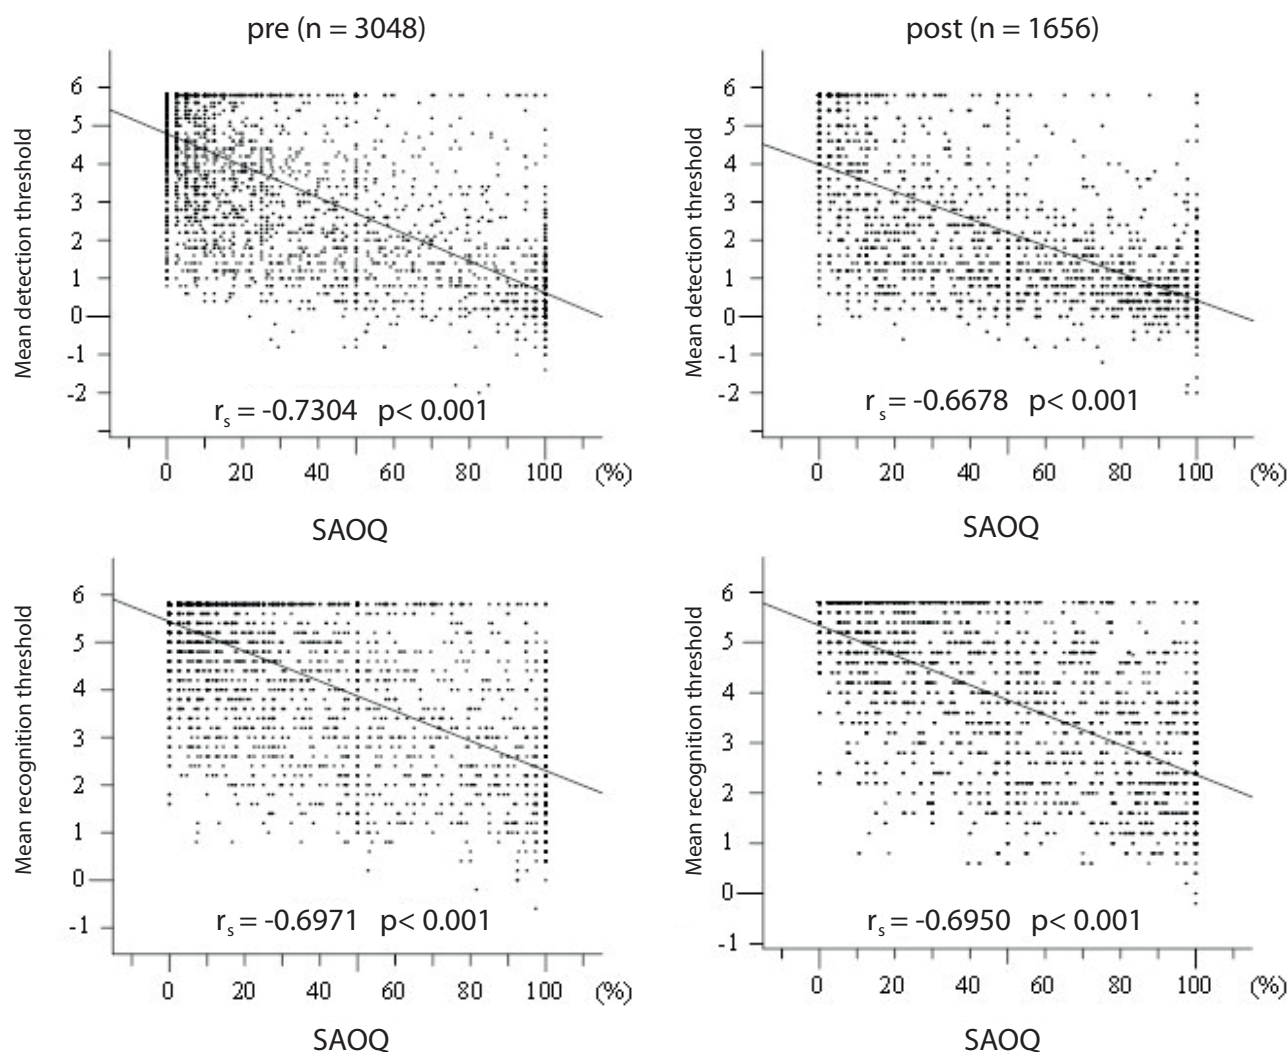 pre (n = 3048)
Mean detection threshold
6
5
4
3
2
1
0
-1
-2
r_s = -0.7304 p< 0.001
0 20 40 60 80 100 (%)
SAOQ
post (n = 1656)
Mean detection threshold
6
5
4
3
2
1
0
-1
-2
r_s = -0.6678 p< 0.001
0 20 40 60 80 100 (%)
SAOQ
Mean recognition threshold
6
5
4
3
2
1
0
-1
r_s = -0.6971 p< 0.001
0 20 40 60 80 100 (%)
SAOQ
Mean recognition threshold
6
5
4
3
2
1
0
-1
r_s = -0.6950 p< 0.001
0 20 40 60 80 100 (%)
SAOQ